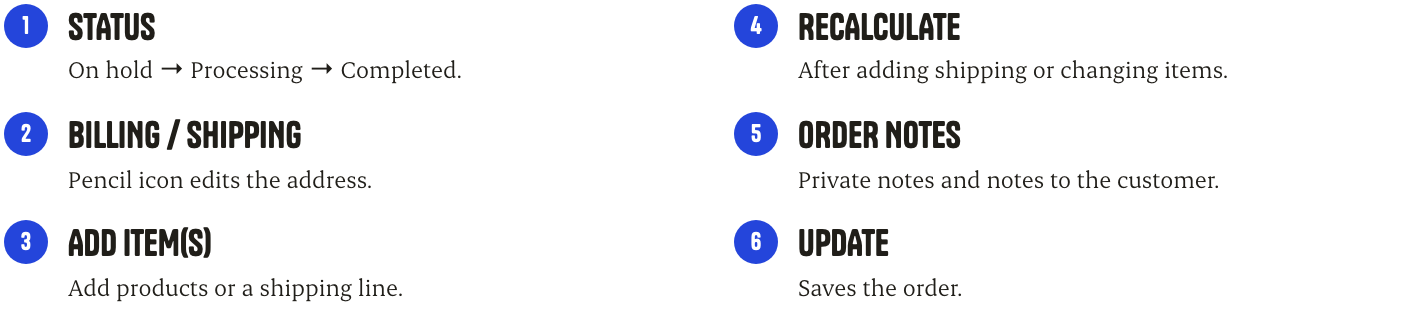 1 STATUS
On hold → Processing → Completed.
2 BILLING / SHIPPING
Pencil icon edits the address.
3 ADD ITEM(S)
Add products or a shipping line.
4 RECALCULATE
After adding shipping or changing items.
5 ORDER NOTES
Private notes and notes to the customer.
6 UPDATE
Saves the order.